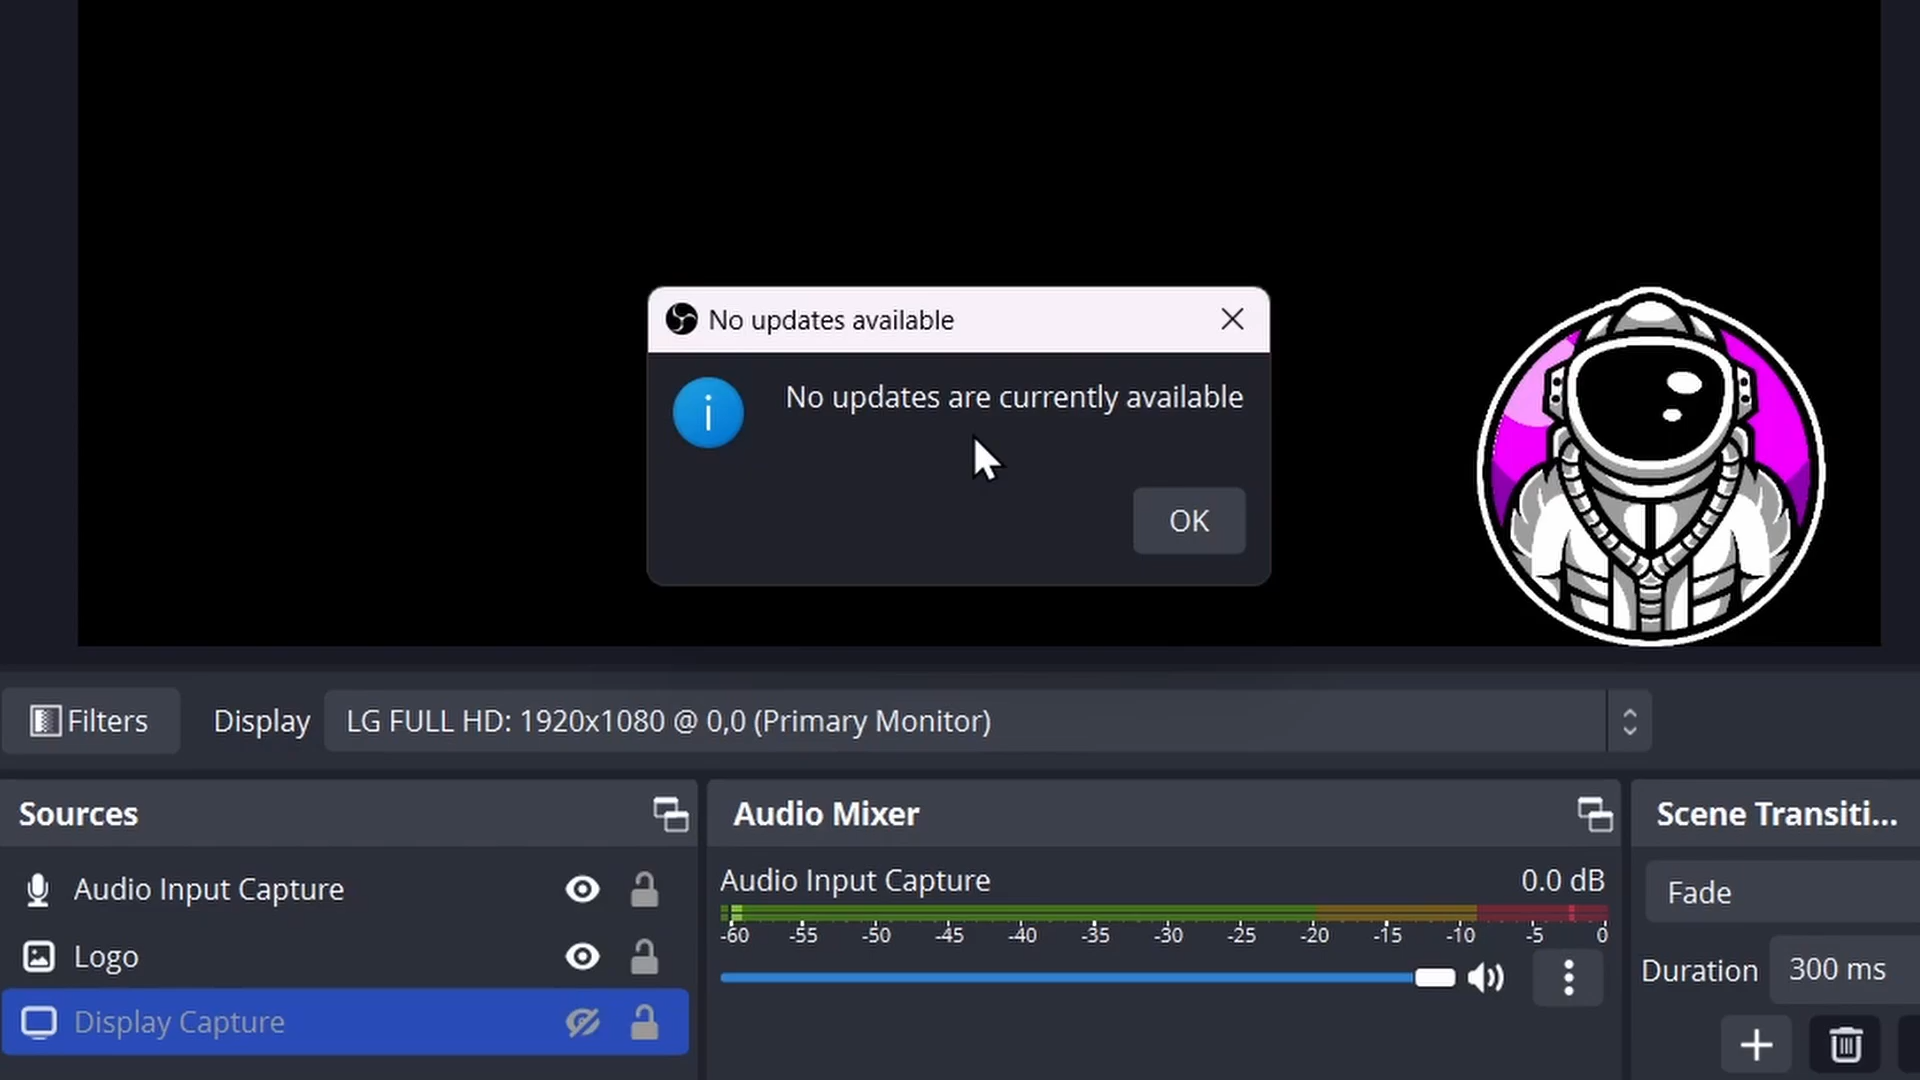 No updates available
No updates are currently available
OK
Filters
Display
LG FULL HD: 1920x1080 @ 0,0 (Primary Monitor)
Sources
Audio Mixer
Scene Transiti...
Audio Input Capture
Audio Input Capture
0.0 dB
Fade
-60 -55 -50 -45 -40 -35 -30 -25 -20 -15 -10 -5 0
Logo
Duration
300 ms
Display Capture